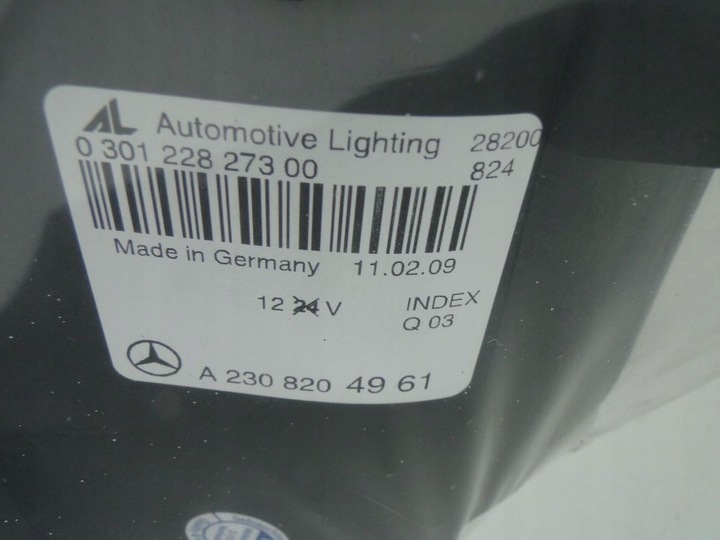 AL Automotive Lighting 28200
0 301 228 273 00 824
Made in Germany 11.02.09
12 24 V INDEX
Q 03
A 230 820 49 61